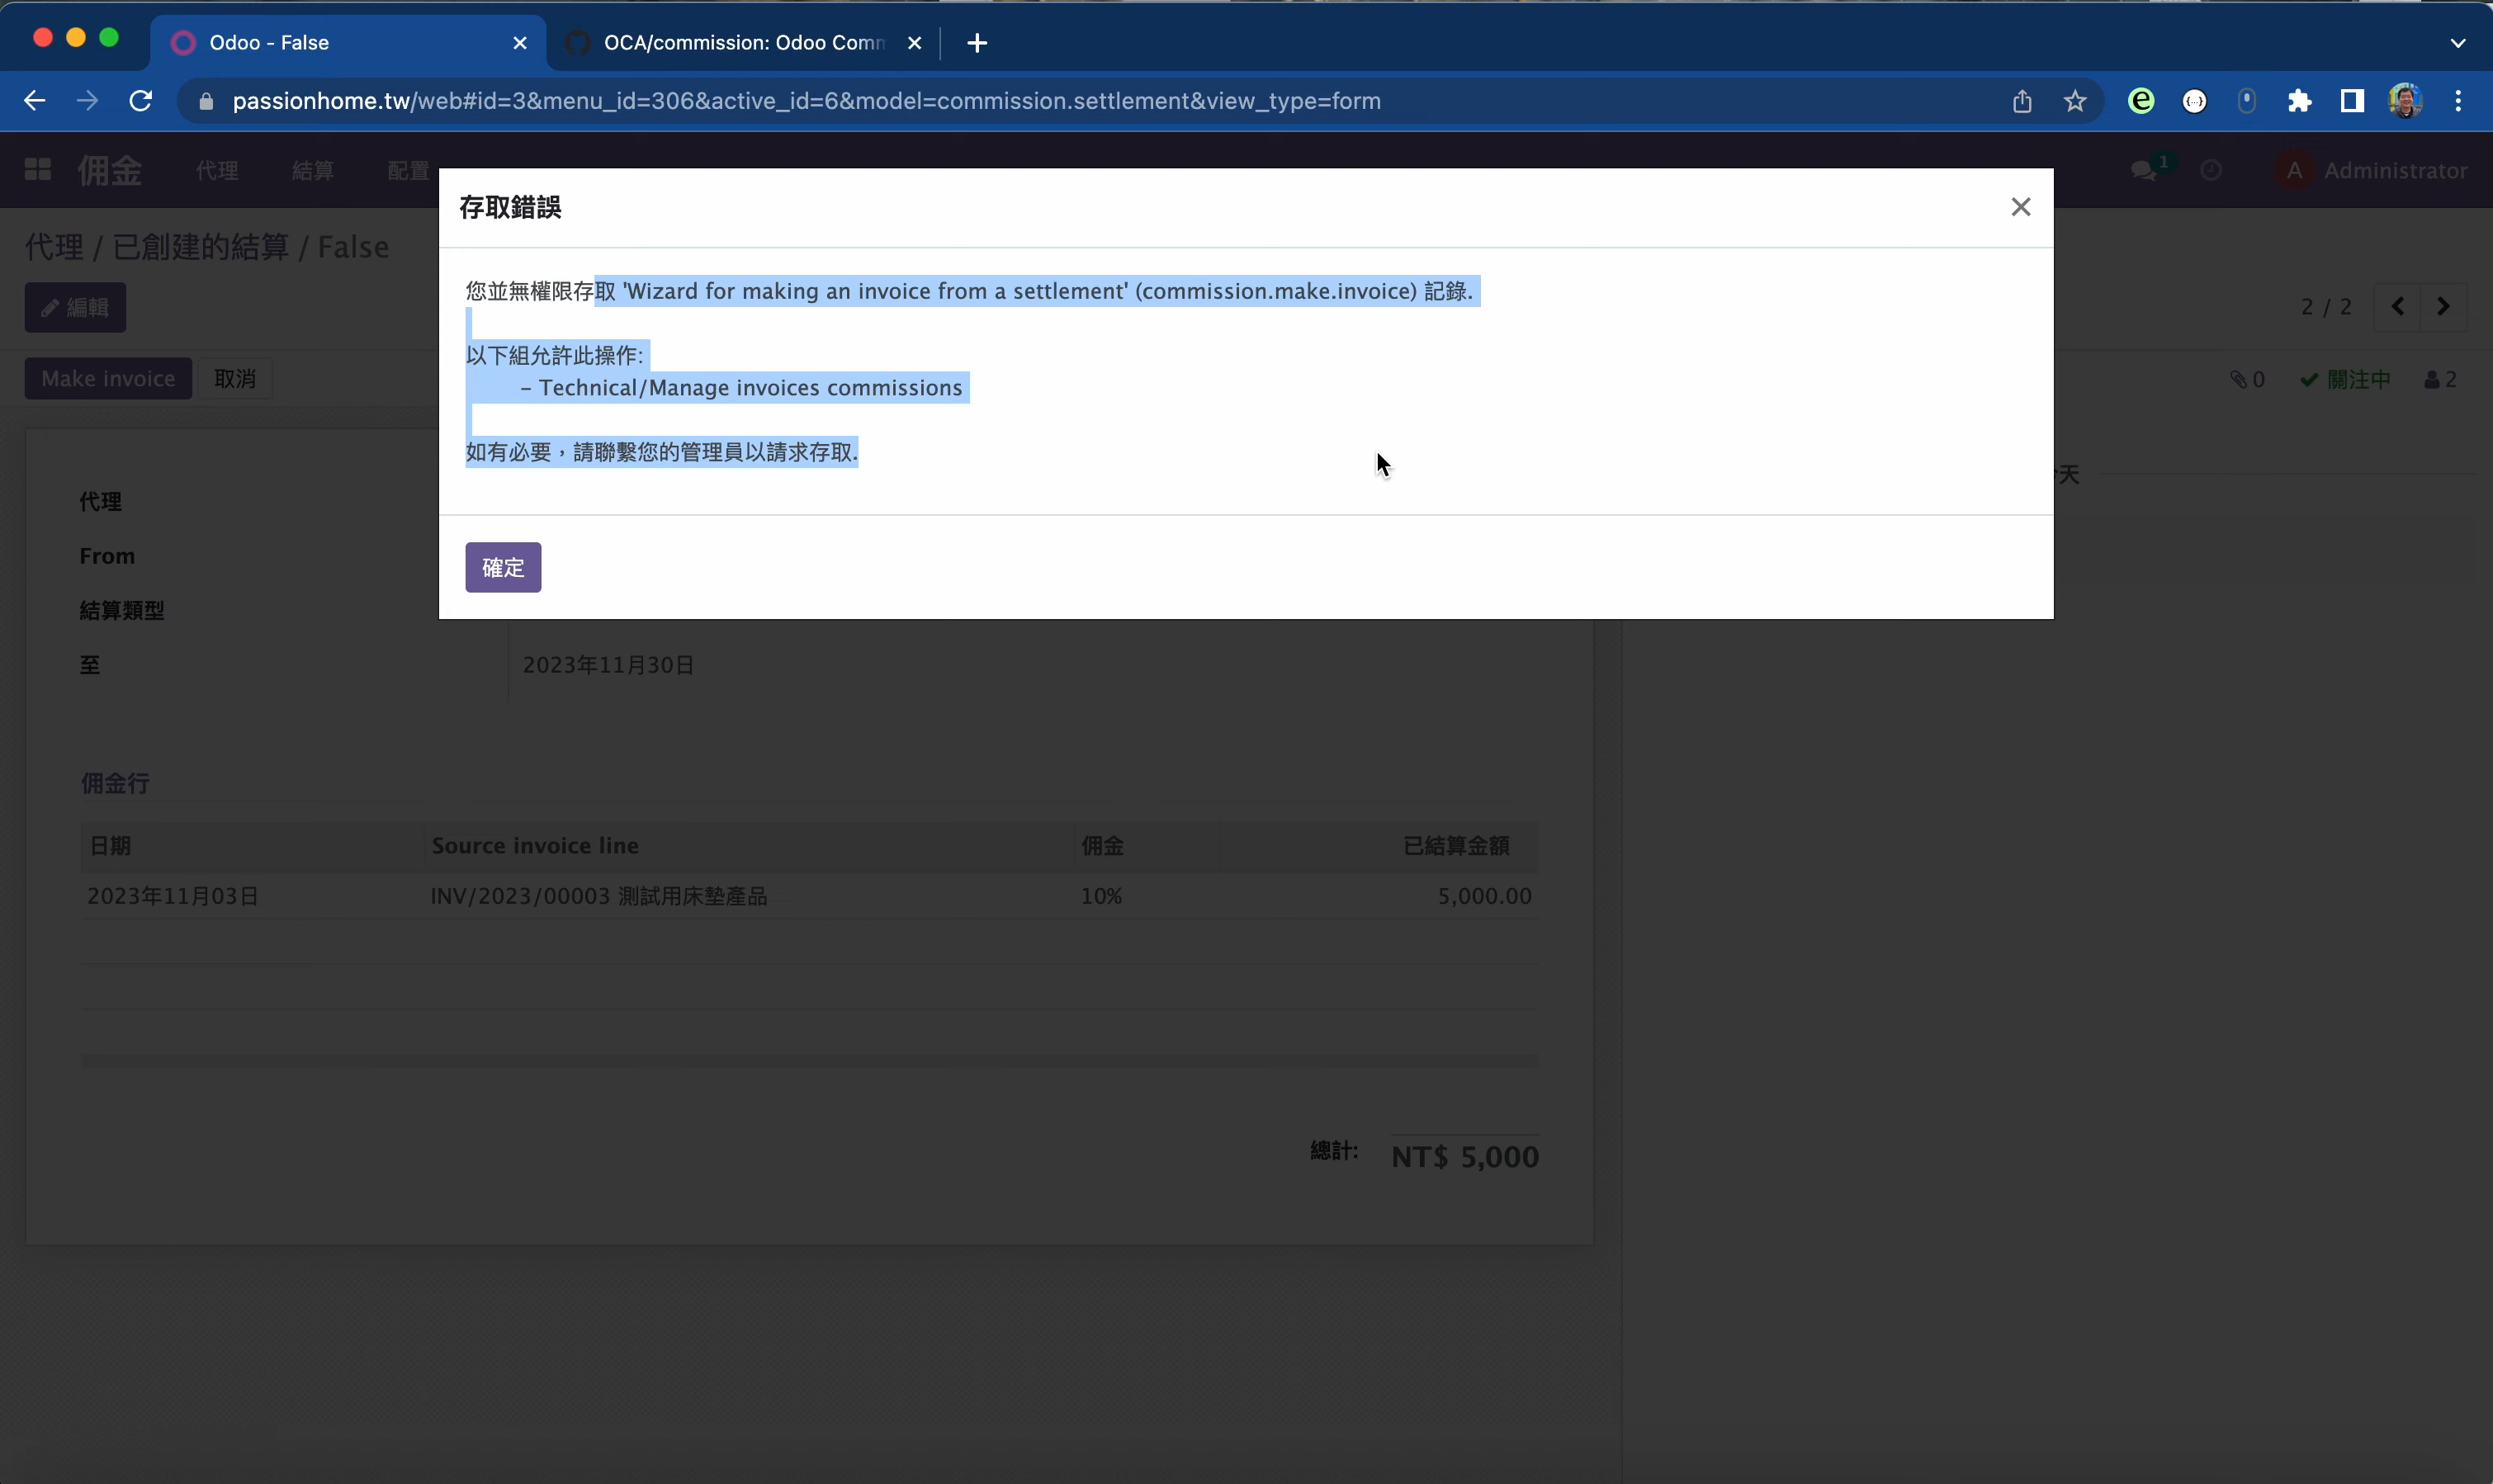 Odoo - False
OCA/commission: Odoo Comm
passionhome.tw/web#id=3&menu_id=306&active_id=6&model=commission.settlement&view_type=form
佣金 代理 結算 配置 1 A Administrator
代理 / 已創建的結算 / False
編輯 2 / 2
Make invoice 取消 0 關注中 2
存取錯誤
您並無權限存取 'Wizard for making an invoice from a settlement' (commission.make.invoice) 記錄.
以下組允許此操作:
- Technical/Manage invoices commissions
如有必要，請聯繫您的管理員以請求存取.
確定
天
代理
From
結算類型
至 2023年11月30日
佣金行
日期 Source invoice line 佣金 已結算金額
2023年11月03日 INV/2023/00003 測試用床墊產品 10% 5,000.00
總計: NT$ 5,000